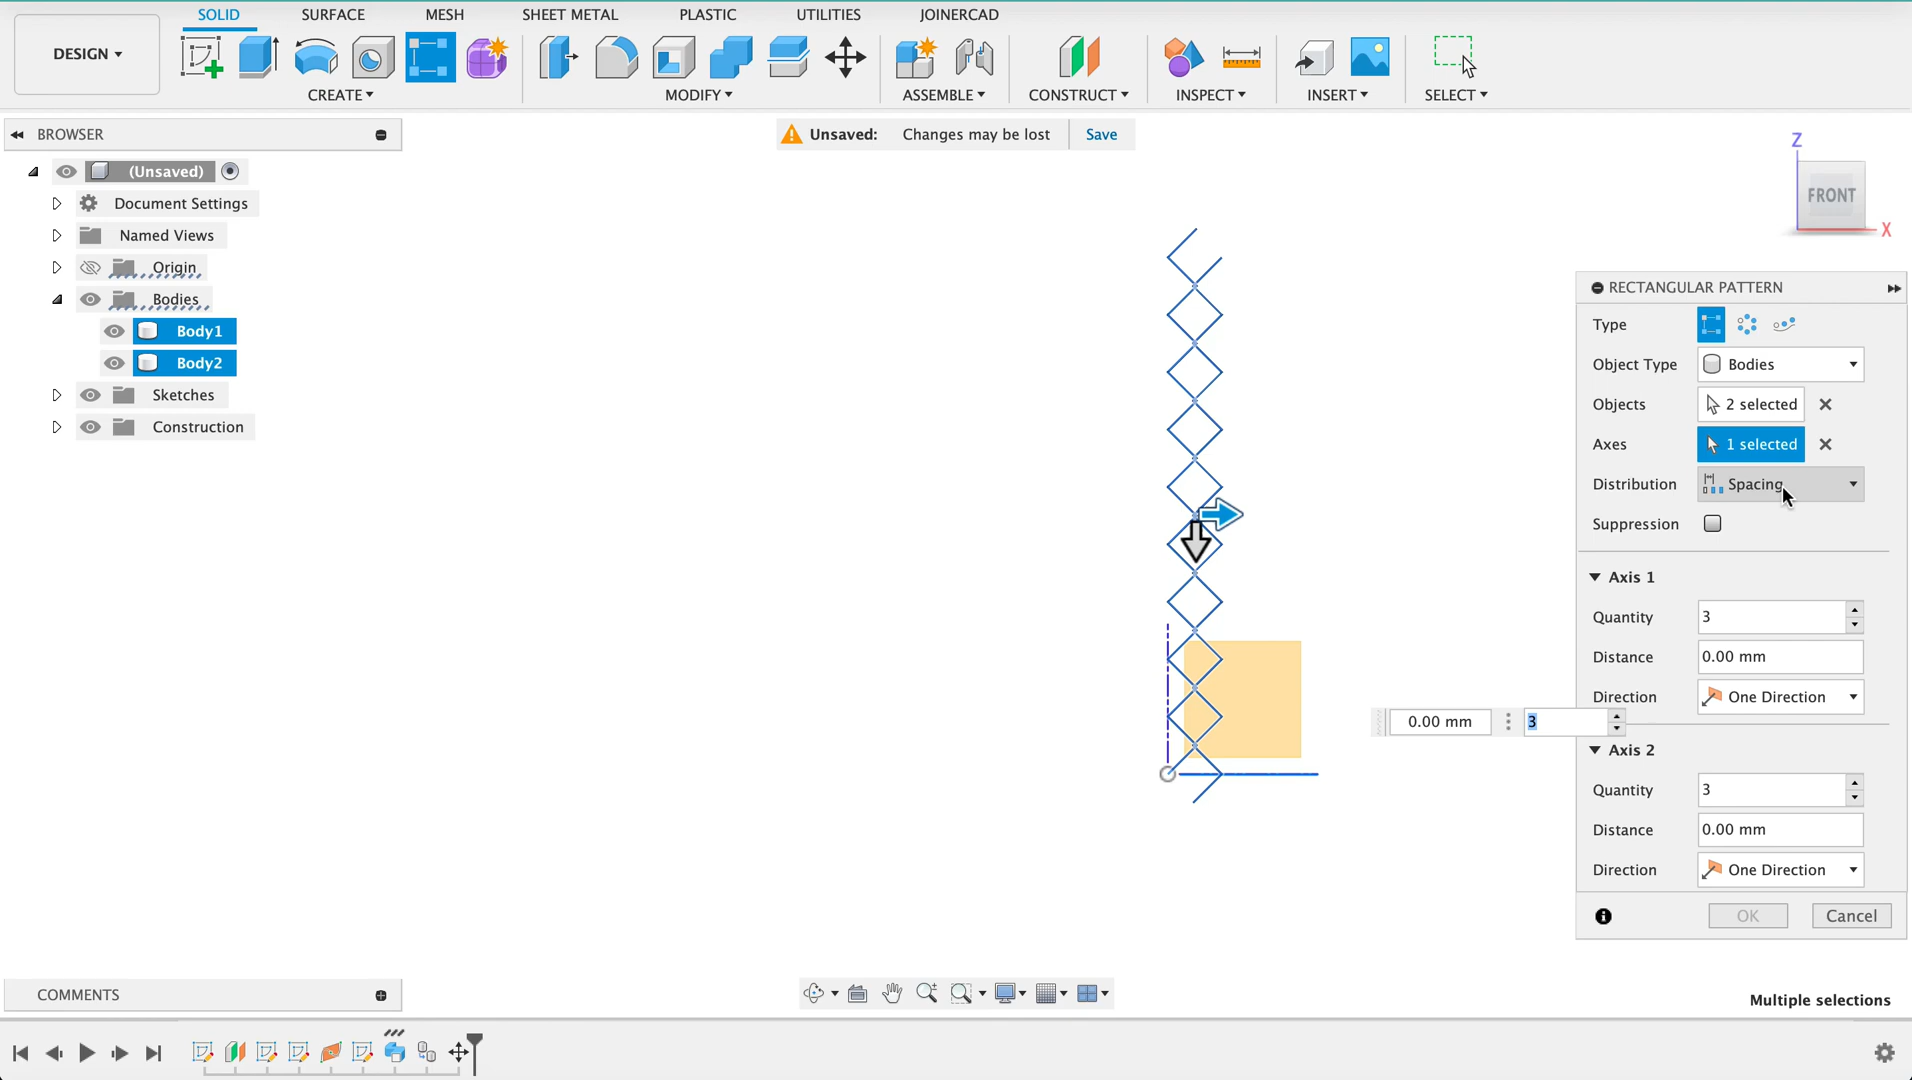 SOLID SURFACE MESH SHEET METAL PLASTIC UTILITIES JOINERCAD
DESIGN
CREATE MODIFY ASSEMBLE CONSTRUCT INSPECT INSERT SELECT
BROWSER
Unsaved: Changes may be lost Save
Z
FRONT
X
(Unsaved)
Document Settings
Named Views
Origin
Bodies
Body1
Body2
Sketches
Construction
RECTANGULAR PATTERN
Type
Object Type Bodies
Objects 2 selected
Axes 1 selected
Distribution Spacing
Suppression
Axis 1
Quantity 3
Distance 0.00 mm
Direction One Direction
0.00 mm 3
Axis 2
Quantity 3
Distance 0.00 mm
Direction One Direction
OK Cancel
COMMENTS
Multiple selections